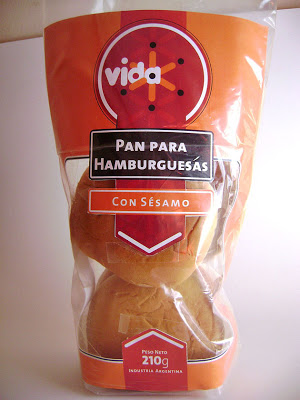 vida
PAN PARA
HAMBURGUESAS
CON SÉSAMO
PESO NETO
210g
INDUSTRIA ARGENTINA